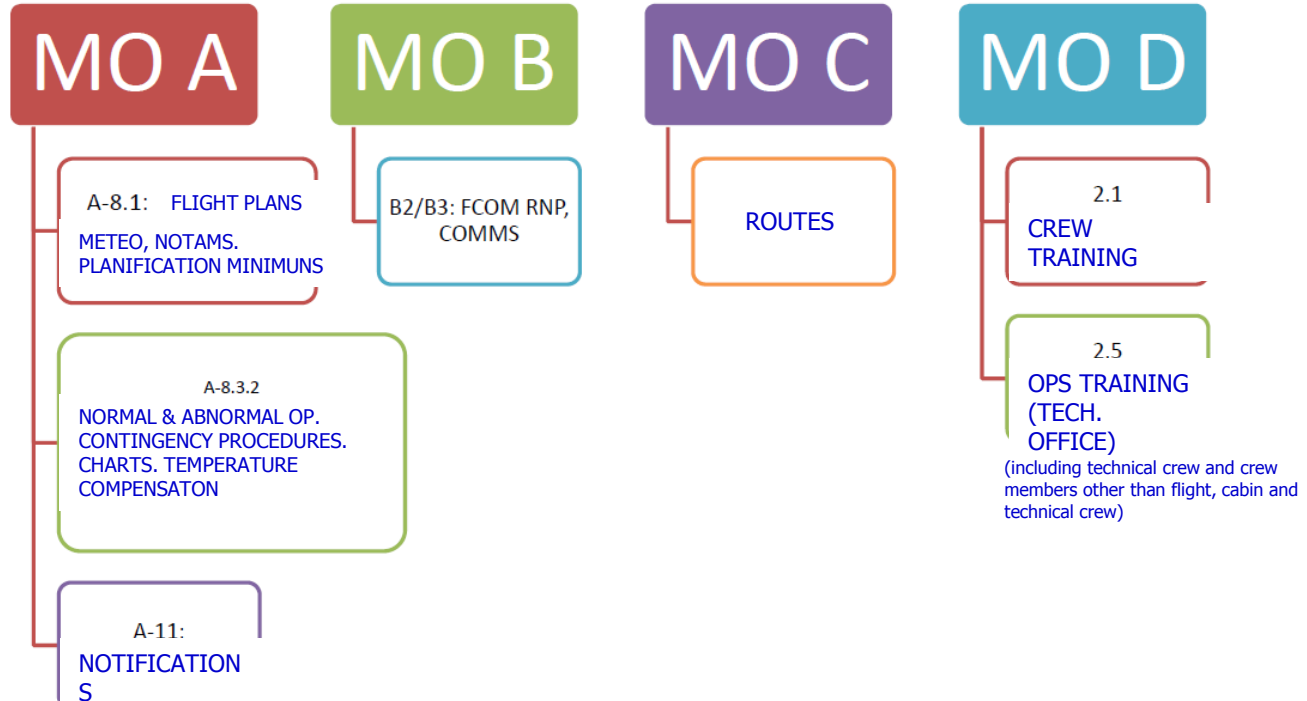 MO A
A-8.1: FLIGHT PLANS
METEO, NOTAMS.
PLANIFICATION MINIMUNS
A-8.3.2
NORMAL & ABNORMAL OP.
CONTINGENCY PROCEDURES.
CHARTS. TEMPERATURE
COMPENSATON
A-11:
NOTIFICATION
S
MO B
B2/B3: FCOM RNP,
COMMS
MO C
ROUTES
MO D
2.1
CREW
TRAINING
2.5
OPS TRAINING
(TECH.
OFFICE)
(including technical crew and crew
members other than flight, cabin and
technical crew)